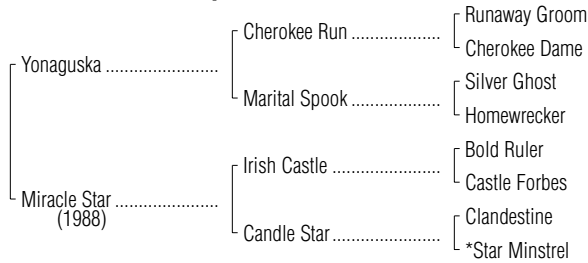 Runaway Groom
Cherokee Run ....................
Cherokee Dame
Yonaguska .........................
Silver Ghost
Marital Spook ....................
Homewrecker
Bold Ruler
Irish Castle ........................
Castle Forbes
Miracle Star .......................
(1988)
Clandestine
Candle Star ........................
*Star Minstrel